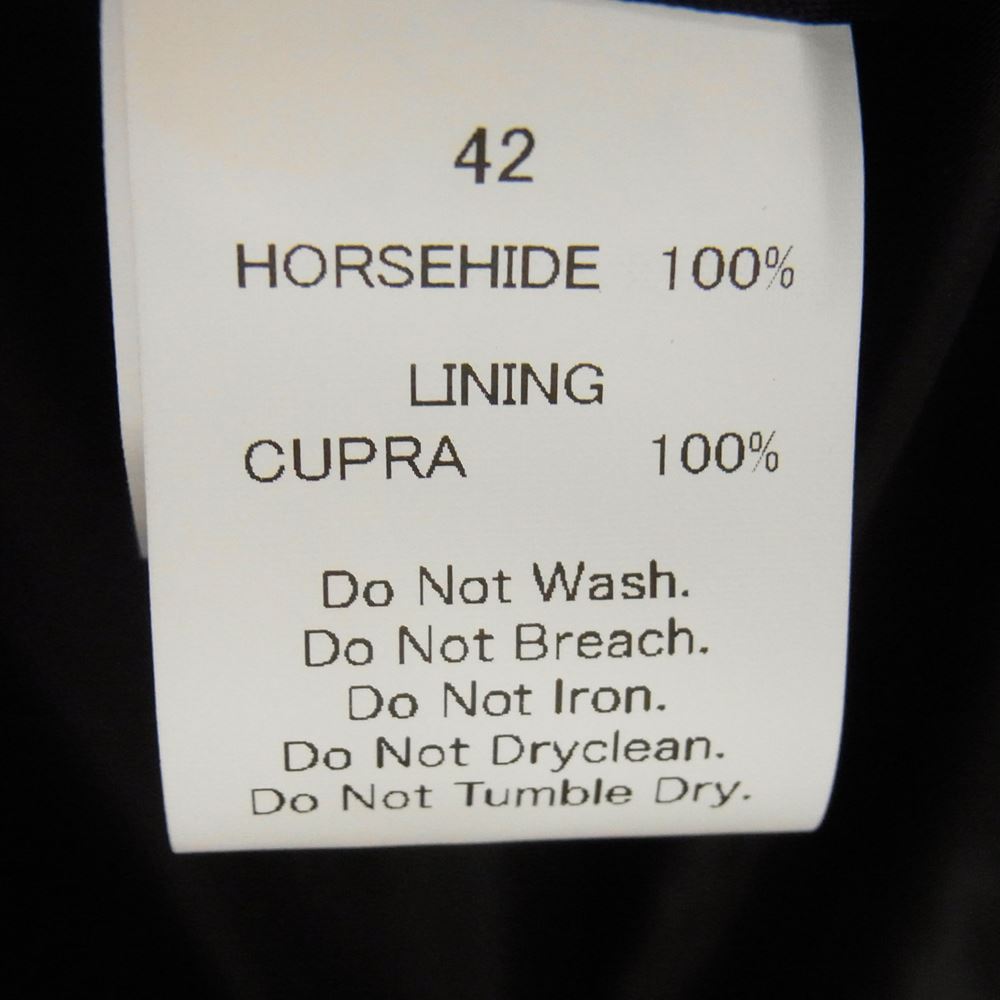 42
HORSEHIDE 100%
LINING
CUPRA 100%
Do Not Wash.
Do Not Breach.
Do Not Iron.
Do Not Dryclean.
Do Not Tumble Dry.